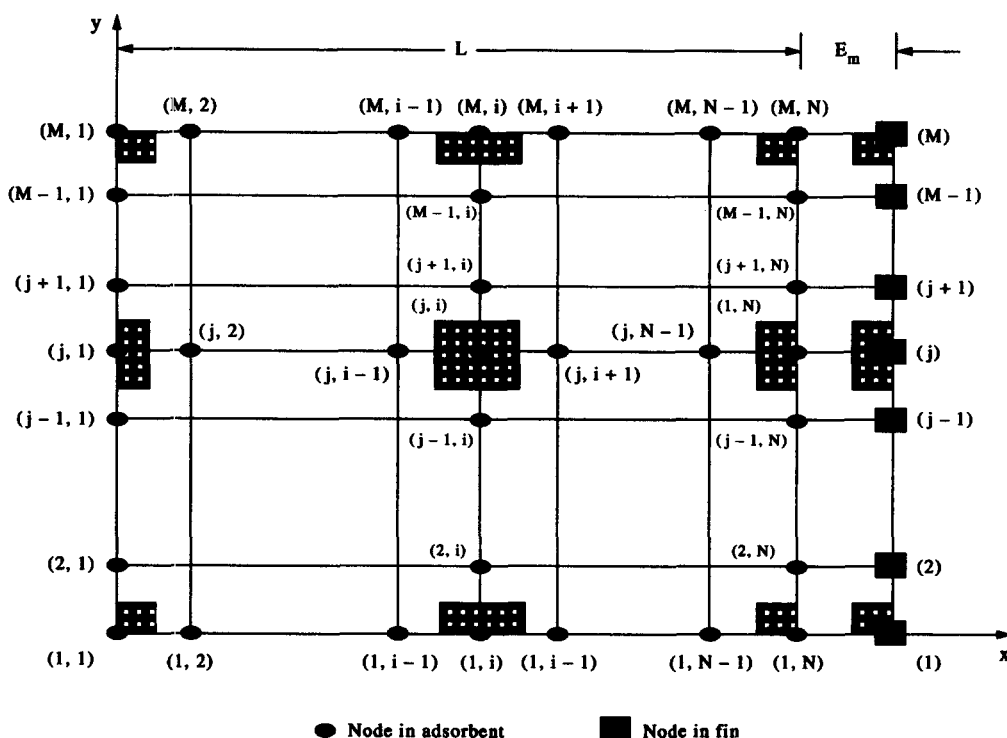 y
L
E_m
(M, 2) (M, i – 1) (M, i) (M, i + 1) (M, N – 1) (M, N)
(M, 1) (M)
(M – 1, 1) (M – 1)
(M – 1, i) (M – 1, N)
(j + 1, i) (j + 1, N)
(j + 1, 1) (j + 1)
(j, i) (1, N)
(j, 2) (j, N – 1)
(j, 1) (j)
(j, i – 1) (j, i + 1)
(j – 1, 1) (j – 1)
(j – 1, i) (j – 1, N)
(2, i) (2, N)
(2, 1) (2)
x
(1, 1) (1, 2) (1, i – 1) (1, i) (1, i – 1) (1, N – 1) (1, N) (1)
Node in adsorbent Node in fin